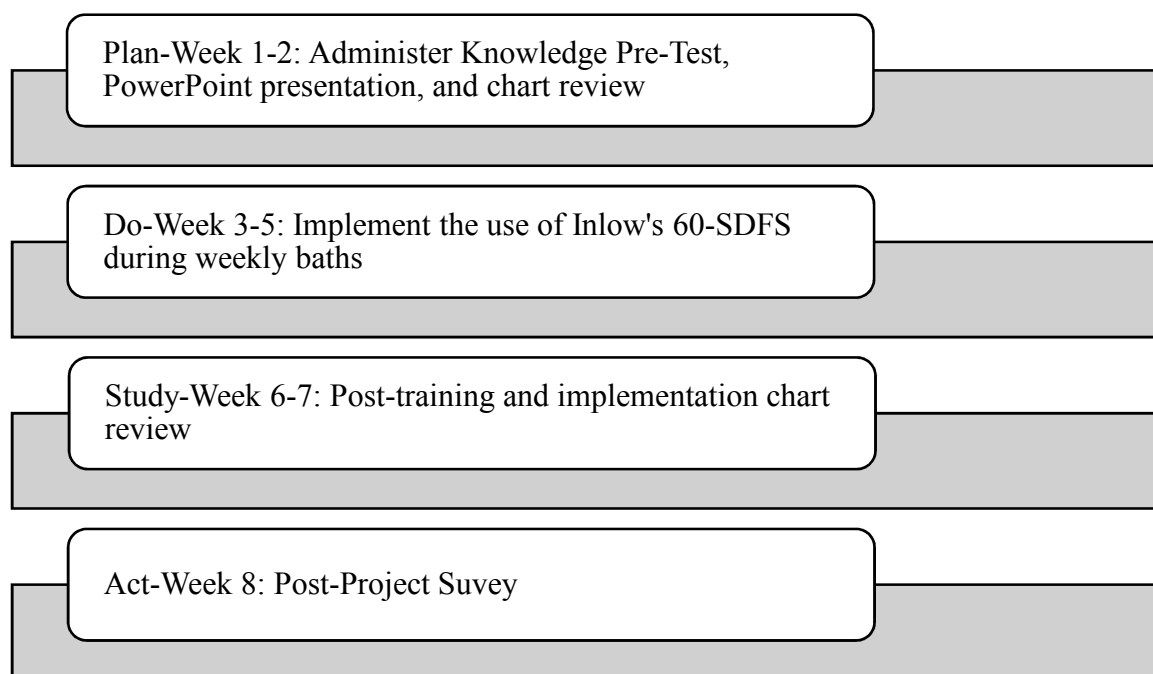 Plan-Week 1-2: Administer Knowledge Pre-Test,
PowerPoint presentation, and chart review
Do-Week 3-5: Implement the use of Inlow's 60-SDFS
during weekly baths
Study-Week 6-7: Post-training and implementation chart
review
Act-Week 8: Post-Project Suvey